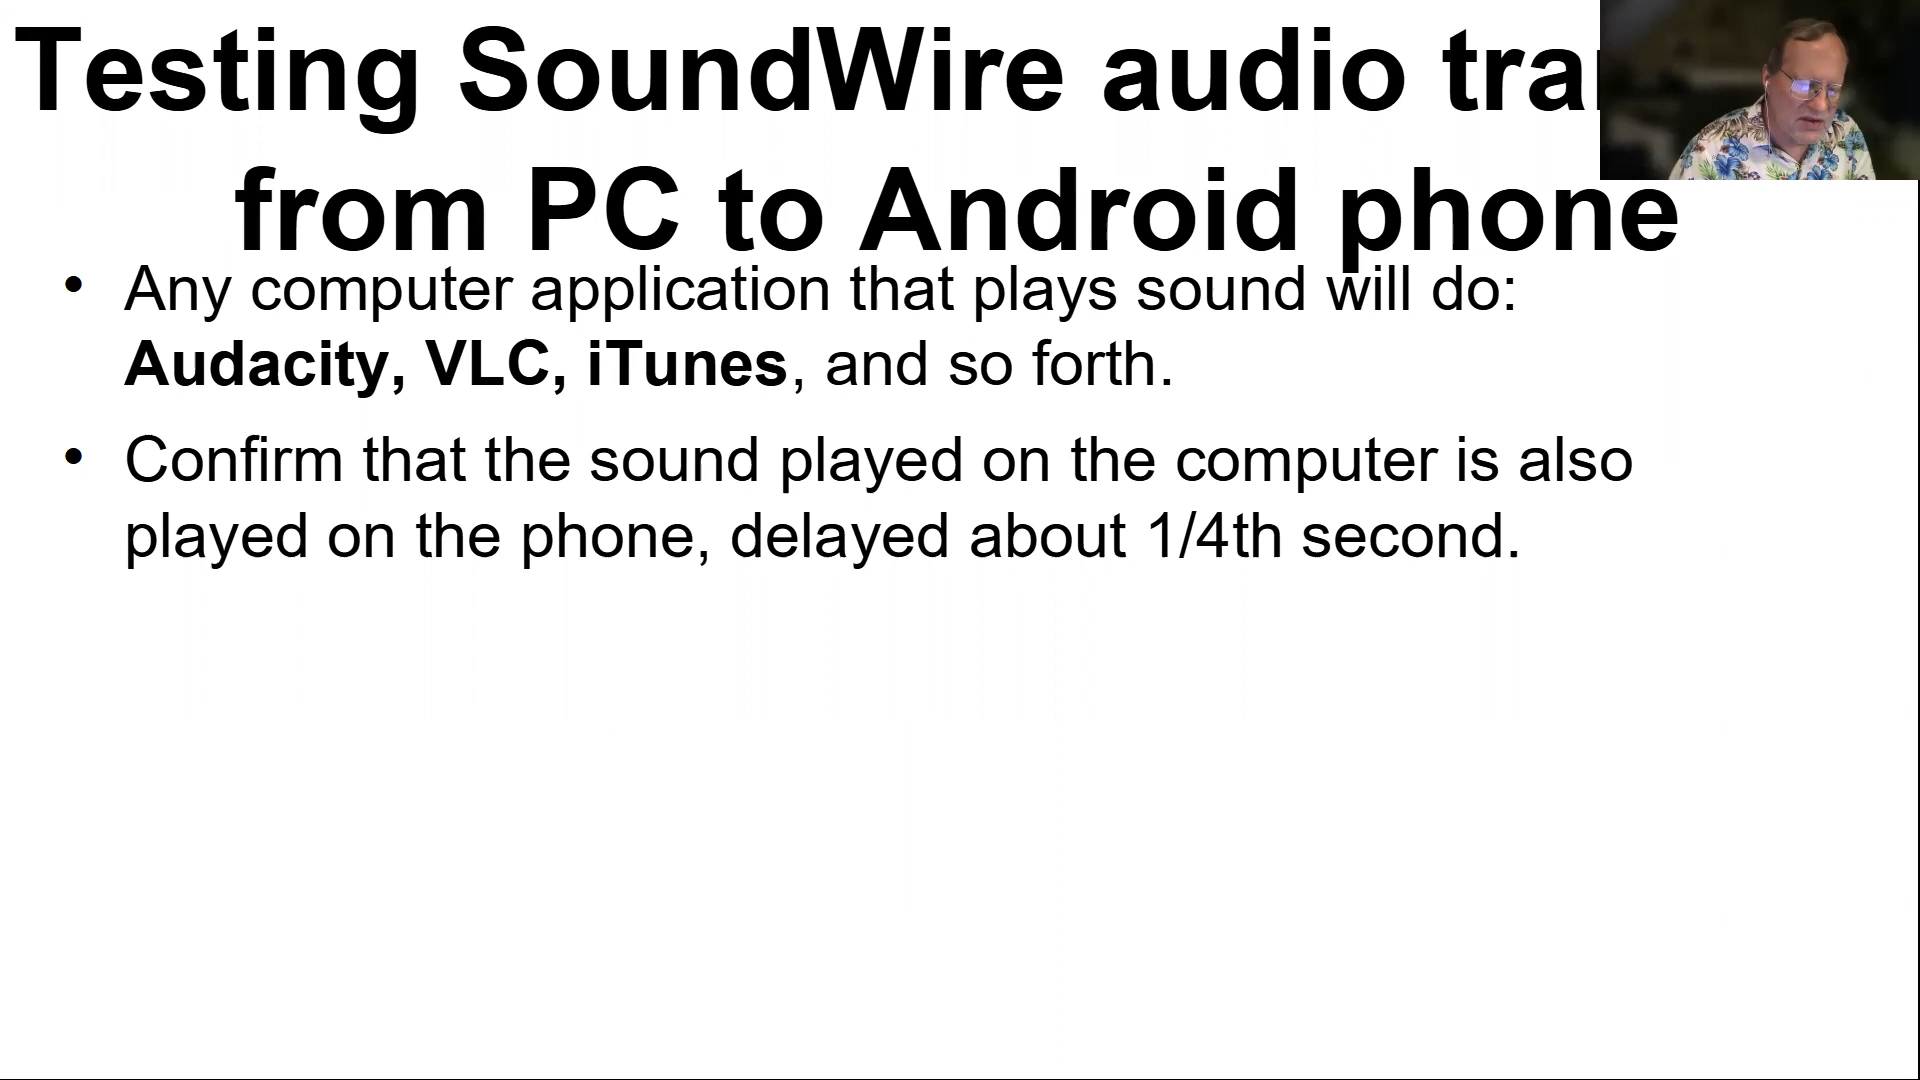 Testing SoundWire audio
from PC to Android phone
• Any computer application that plays sound will do:
Audacity, VLC, iTunes, and so forth.
• Confirm that the sound played on the computer is also
played on the phone, delayed about 1/4th second.